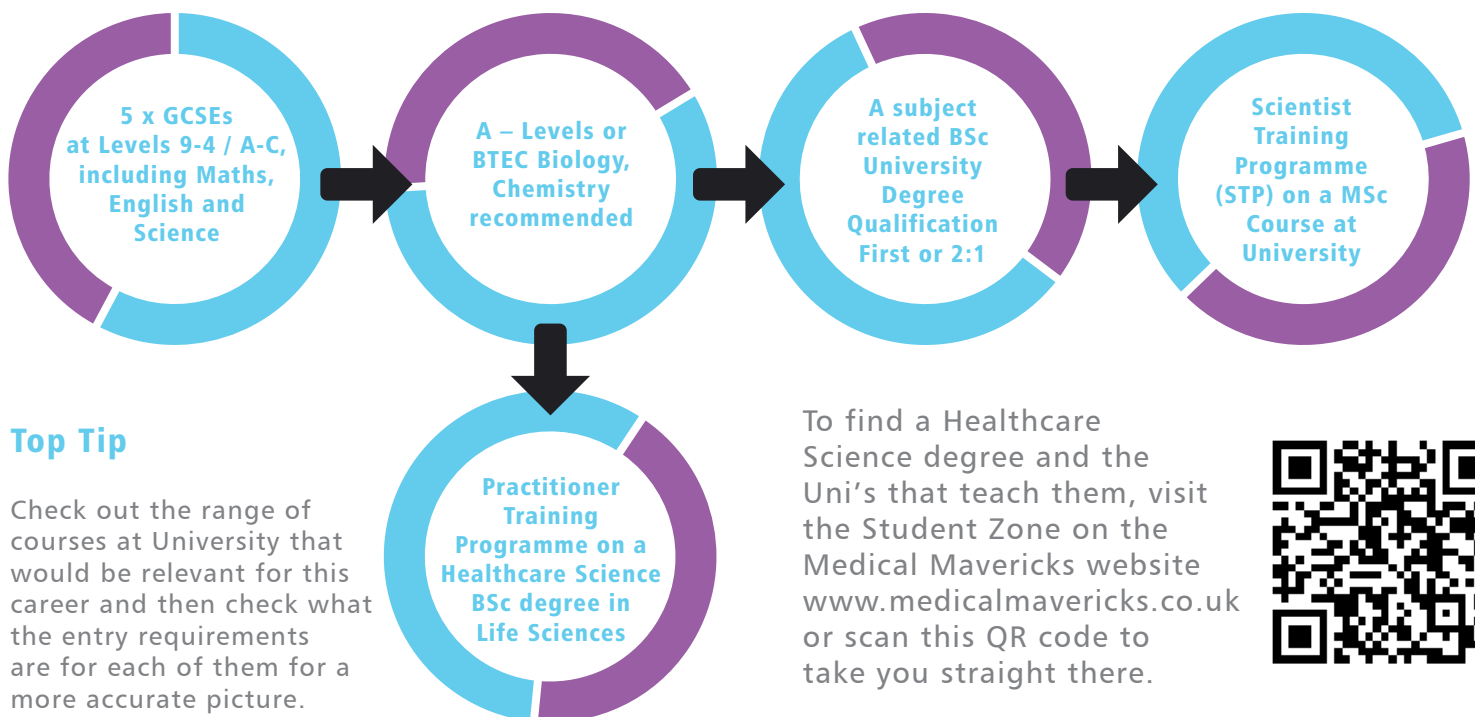 5 x GCSEs
at Levels 9-4 / A-C,
including Maths,
English and
Science
A – Levels or
BTEC Biology,
Chemistry
recommended
A subject
related BSc
University
Degree
Qualification
First or 2:1
Scientist
Training
Programme
(STP) on a MSc
Course at
University
Practitioner
Training
Programme on a
Healthcare Science
BSc degree in
Life Sciences
Top Tip
Check out the range of
courses at University that
would be relevant for this
career and then check what
the entry requirements
are for each of them for a
more accurate picture.
To find a Healthcare
Science degree and the
Uni's that teach them, visit
the Student Zone on the
Medical Mavericks website
www.medicalmavericks.co.uk
or scan this QR code to
take you straight there.